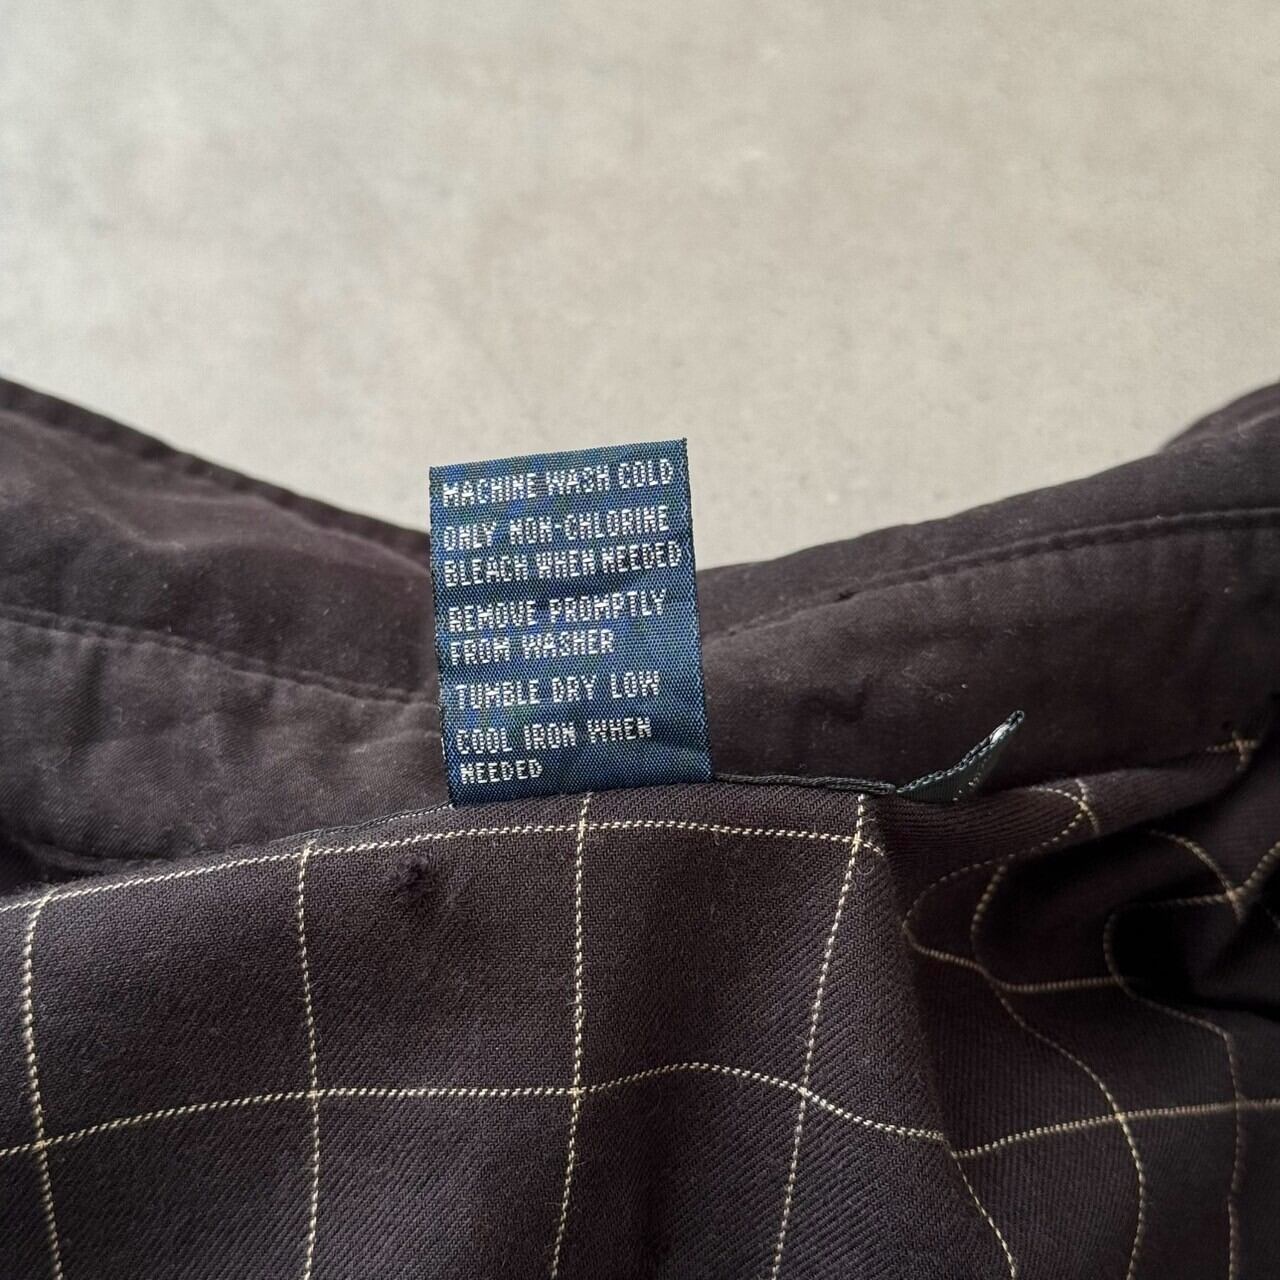 MACHINE WASH COLD
ONLY NON-CHLORINE
BLEACH WHEN NEEDED
REMOVE PROMPTLY
FROM WASHER
TUMBLE DRY LOW
COOL IRON WHEN
NEEDED